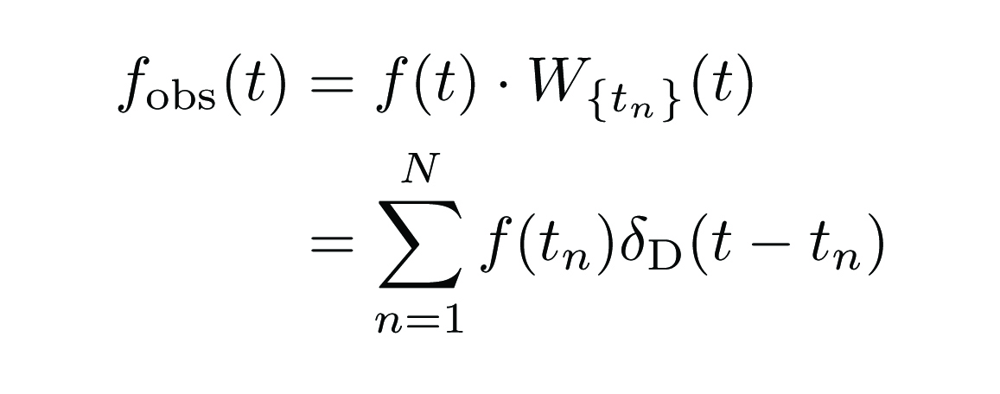 f_obs(t) = f(t) · W_{t_n}(t)
= ∑_{n=1}^{N} f(t_n)δ_D(t − t_n)